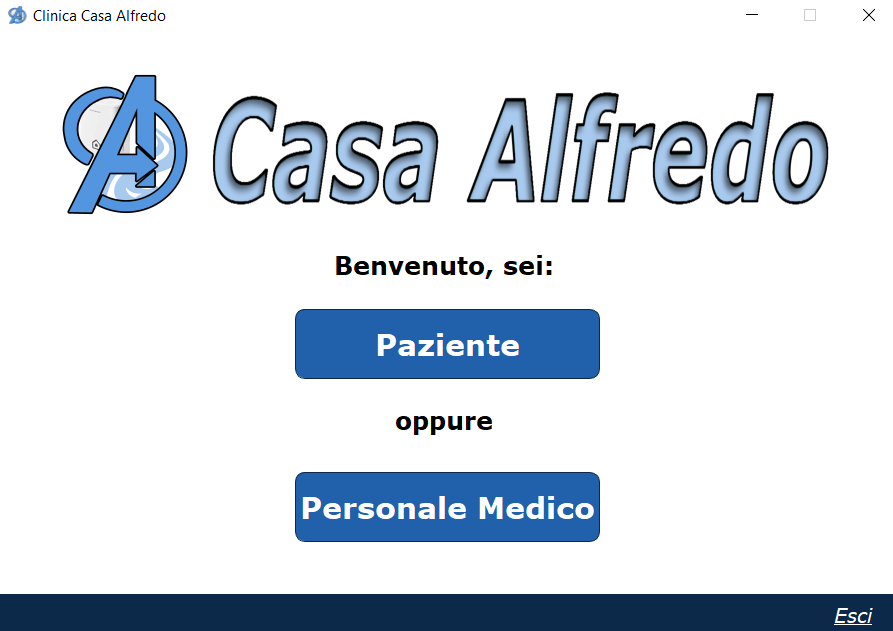 Clinica Casa Alfredo
Casa Alfredo
Benvenuto, sei:
Paziente
oppure
Personale Medico
Esci